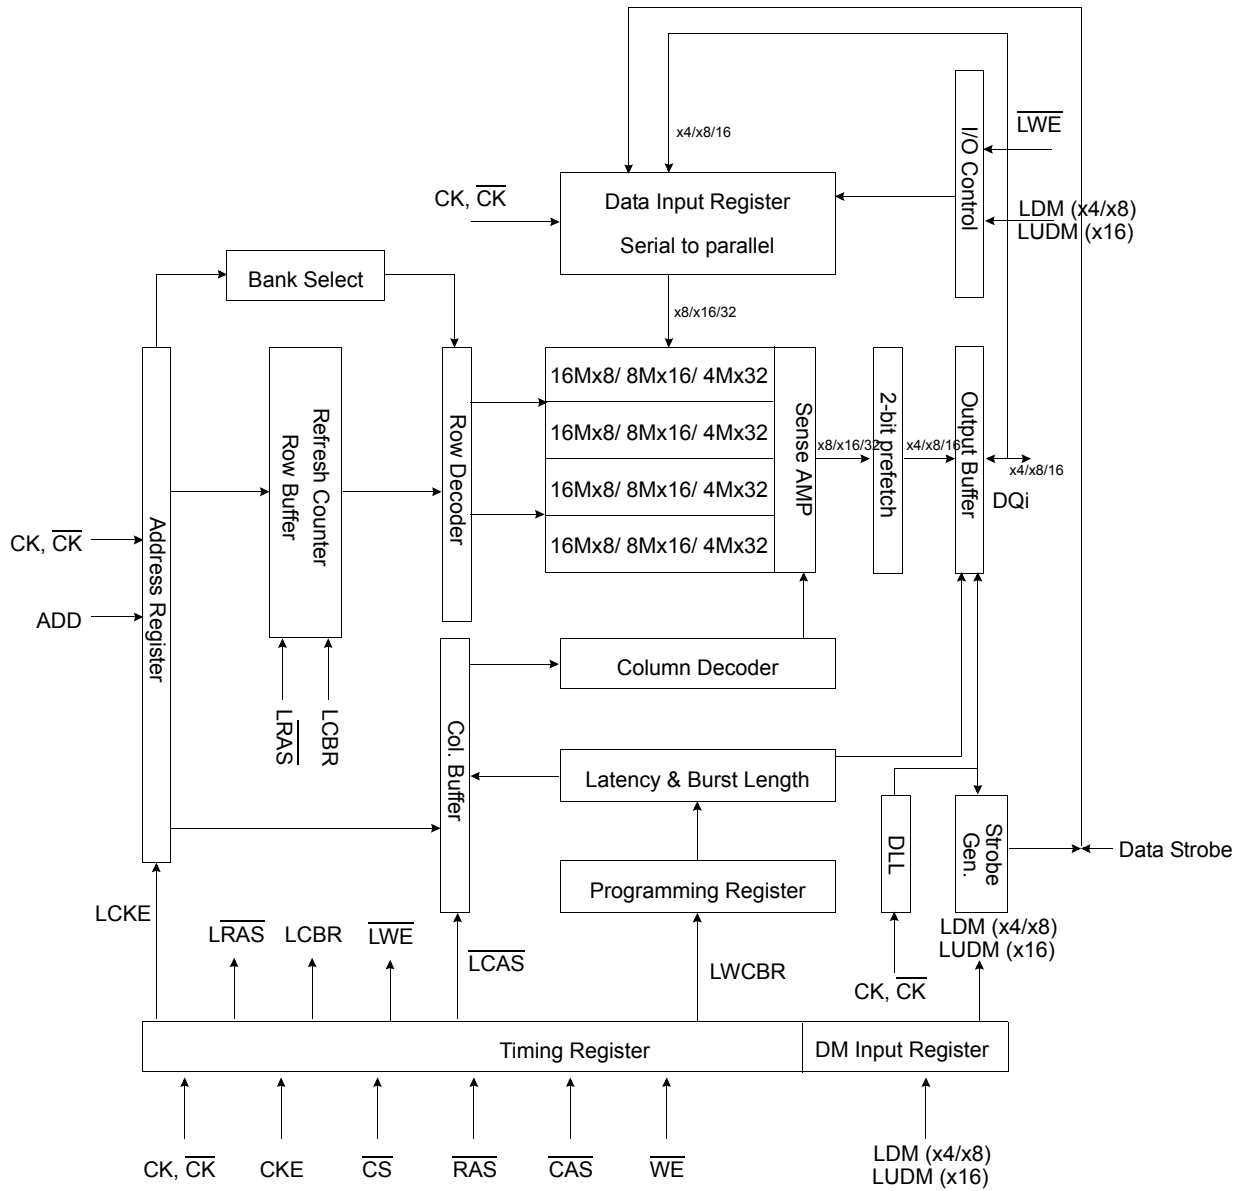 x4/x8/16
LWE
I/O Control
CK, CK
Data Input Register
Serial to parallel
LDM (x4/x8)
LUDM (x16)
Bank Select
x8/x16/32
16Mx8/ 8Mx16/ 4Mx32
16Mx8/ 8Mx16/ 4Mx32
16Mx8/ 8Mx16/ 4Mx32
16Mx8/ 8Mx16/ 4Mx32
Address Register
Refresh Counter
Row Buffer
Row Decoder
Sense AMP
x8/x16/32
2-bit prefetch
x4/x8/16
Output Buffer
x4/x8/16
DQi
CK, CK
ADD
LRAS
LCBR
Col. Buffer
Column Decoder
Latency & Burst Length
DLL
Strobe
Gen.
Data Strobe
Programming Register
LCKE
LRAS
LCBR
LWE
LCAS
LWCBR
CK, CK
LDM (x4/x8)
LUDM (x16)
Timing Register
DM Input Register
CK, CK
CKE
CS
RAS
CAS
WE
LDM (x4/x8)
LUDM (x16)